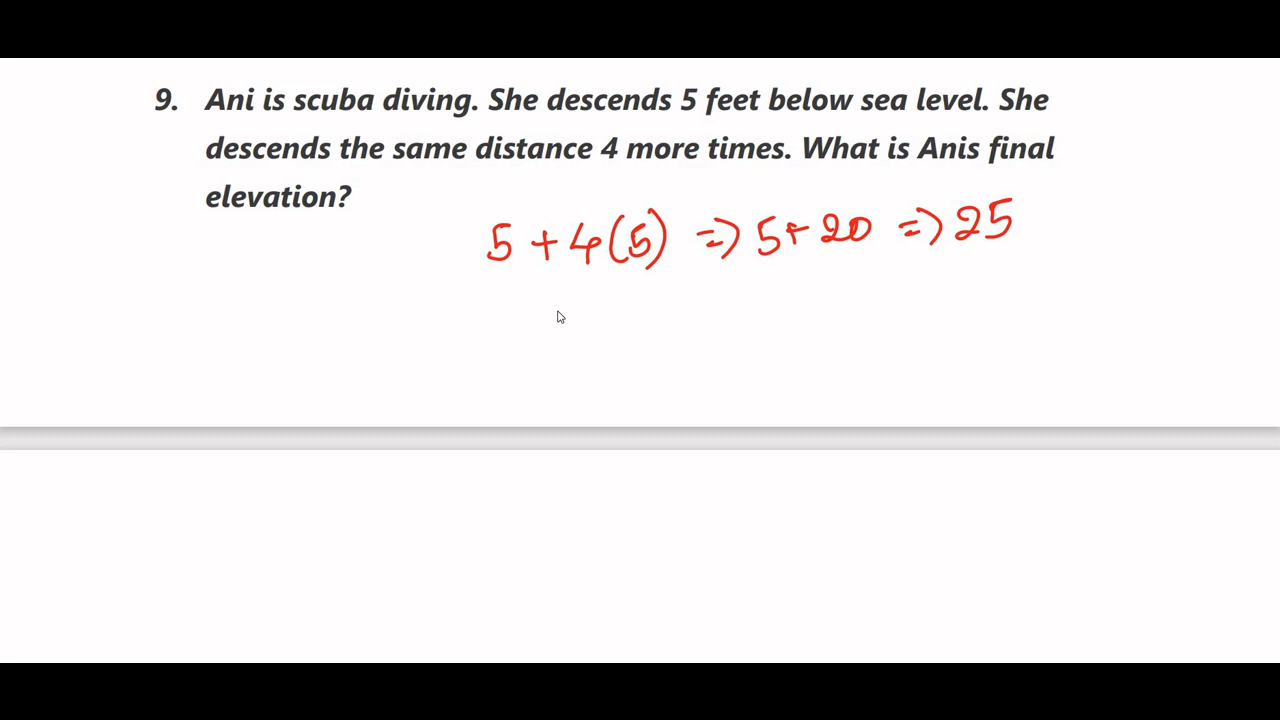 9. Ani is scuba diving. She descends 5 feet below sea level. She
descends the same distance 4 more times. What is Anis final
elevation?
5 + 4(5) => 5+ 20 => 25